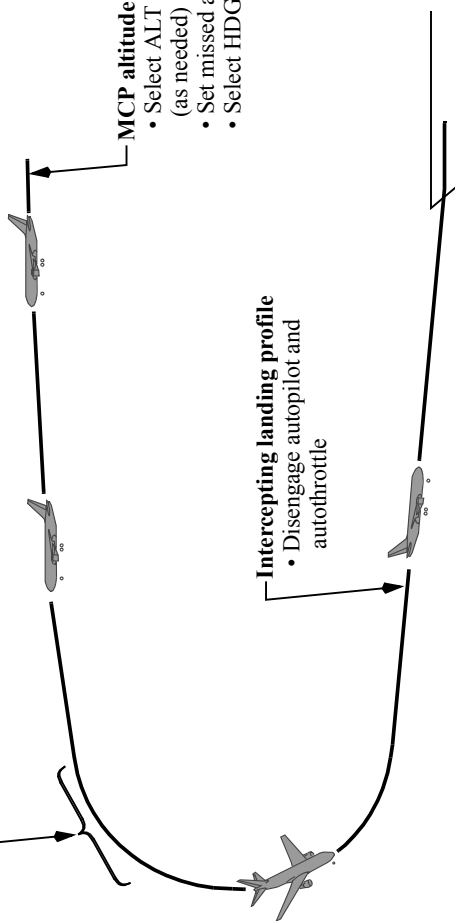 MCP altitude
• Select ALT
(as needed)
• Set missed a
• Select HDG
Intercepting landing profile
• Disengage autopilot and
autothrottle